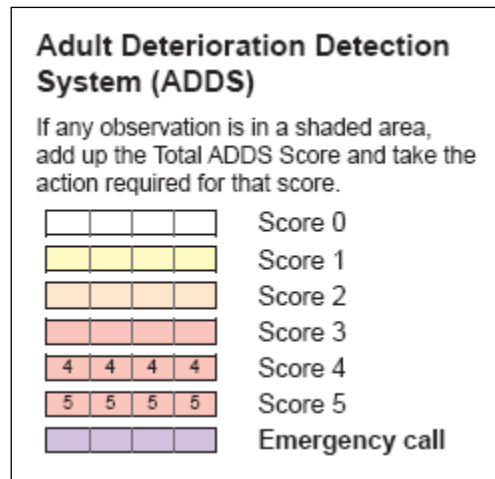 Adult Deterioration Detection
System (ADDS)
If any observation is in a shaded area,
add up the Total ADDS Score and take the
action required for that score.
Score 0
Score 1
Score 2
Score 3
4 4 4 4 Score 4
5 5 5 5 Score 5
Emergency call